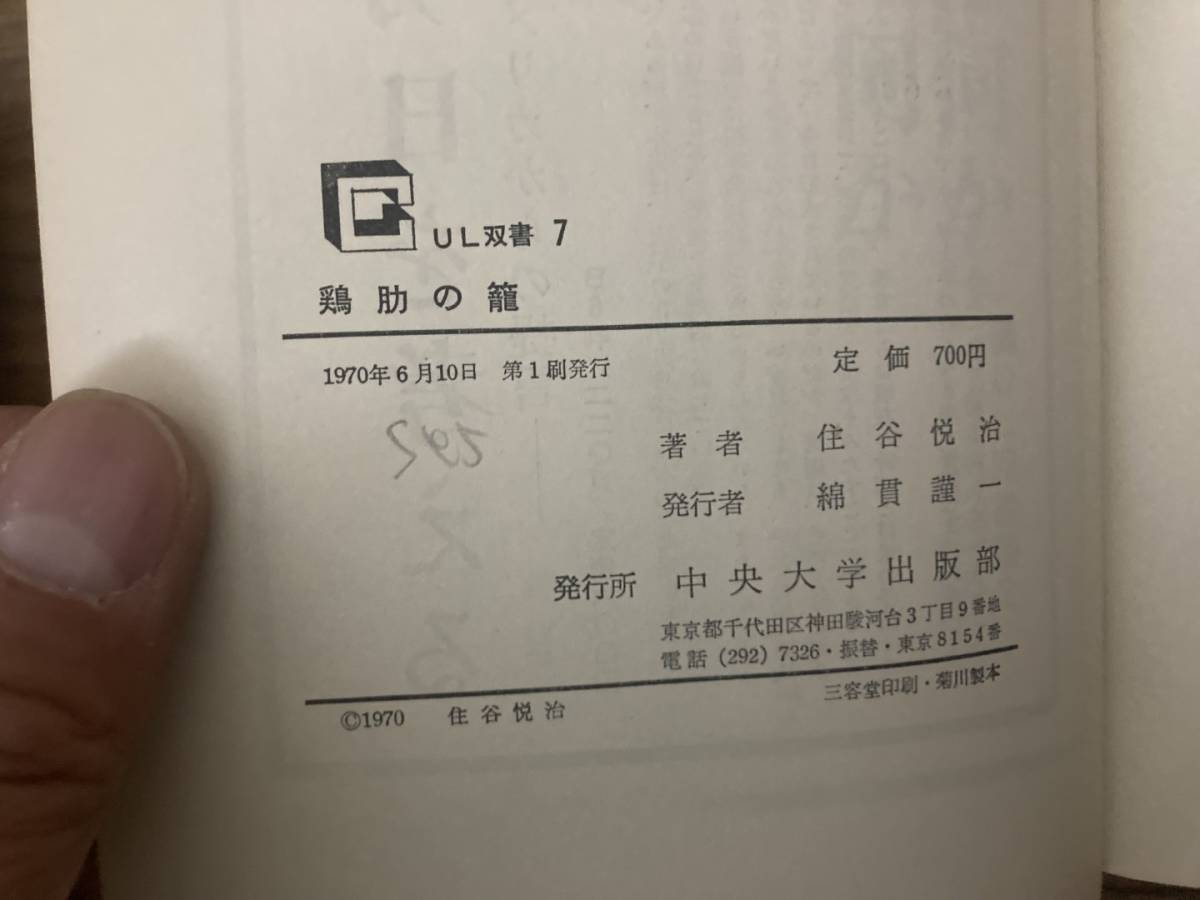 UL双書 7
鶏肋の籠
1970年6月10日 第1刷発行 定価 700円
著者 住谷悦治
発行者 綿貫謹一
発行所 中央大学出版部
東京都千代田区神田駿河台3丁目9番地
電話 (292) 7326・振替・東京8154番
三容堂印刷・菊川製本
©1970 住谷悦治